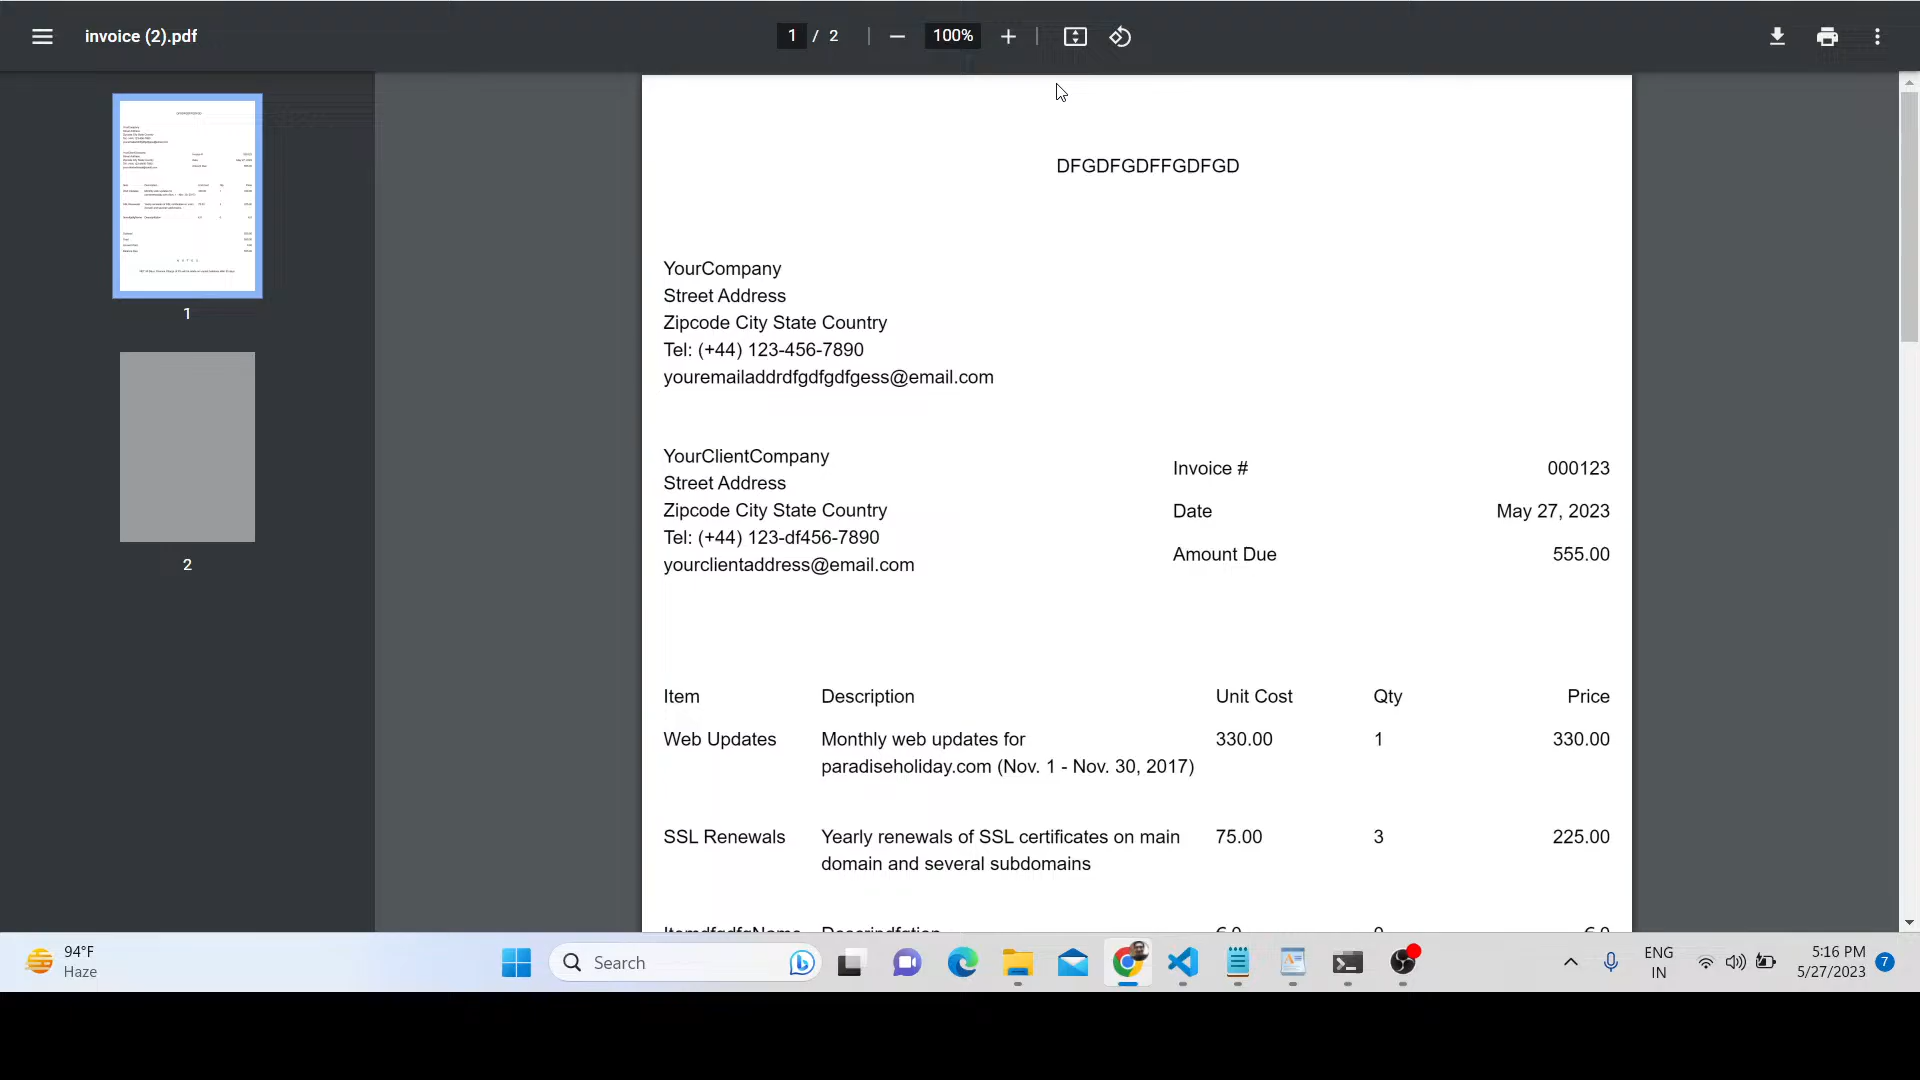 invoice (2).pdf
1 / 2
100%
1
2
DFGDFGDFFGDFGD
YourCompany
Street Address
Zipcode City State Country
Tel: (+44) 123-456-7890
youremailaddrdfgdfgdfgess@email.com
YourClientCompany
Street Address
Zipcode City State Country
Tel: (+44) 123-df456-7890
yourclientaddress@email.com
Invoice # 000123
Date May 27, 2023
Amount Due 555.00
Item Description Unit Cost Qty Price
Web Updates Monthly web updates for 330.00 1 330.00
paradiseholiday.com (Nov. 1 - Nov. 30, 2017)
SSL Renewals Yearly renewals of SSL certificates on main 75.00 3 225.00
domain and several subdomains
94°F
Haze
Search
ENG
IN
5:16 PM
5/27/2023
7